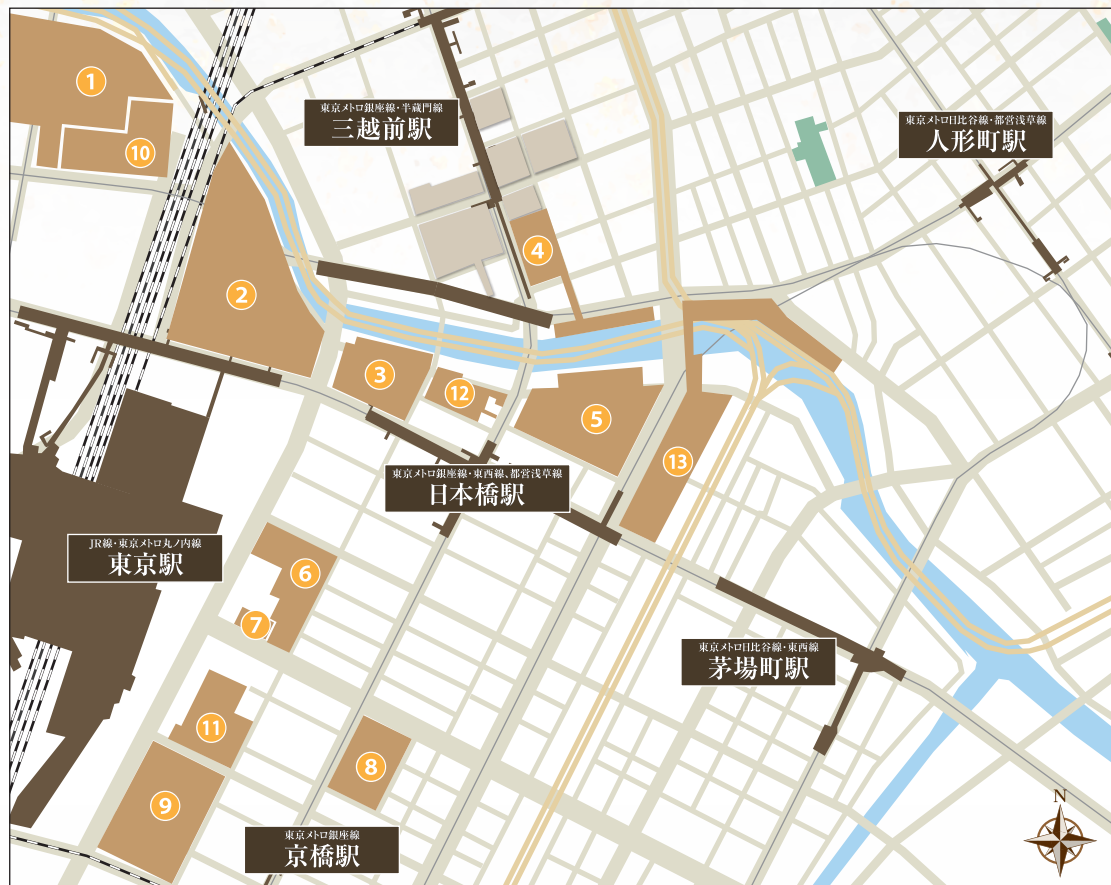 1
10
東京メトロ銀座線・半蔵門線
三越前駅
東京メトロ日比谷線・都営浅草線
人形町駅
4
2
3
12
5
13
東京メトロ銀座線・東西線、都営浅草線
日本橋駅
JR線・東京メトロ丸ノ内線
東京駅
6
7
東京メトロ日比谷線・東西線
茅場町駅
11
8
9
東京メトロ銀座線
京橋駅
N